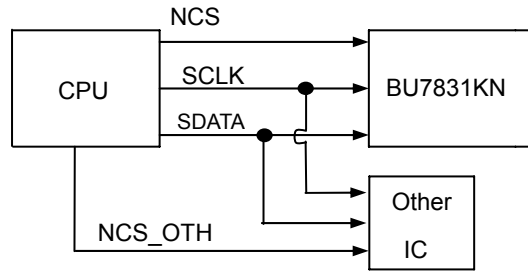 NCS
SCLK
CPU
BU7831KN
SDATA
Other
NCS_OTH
IC